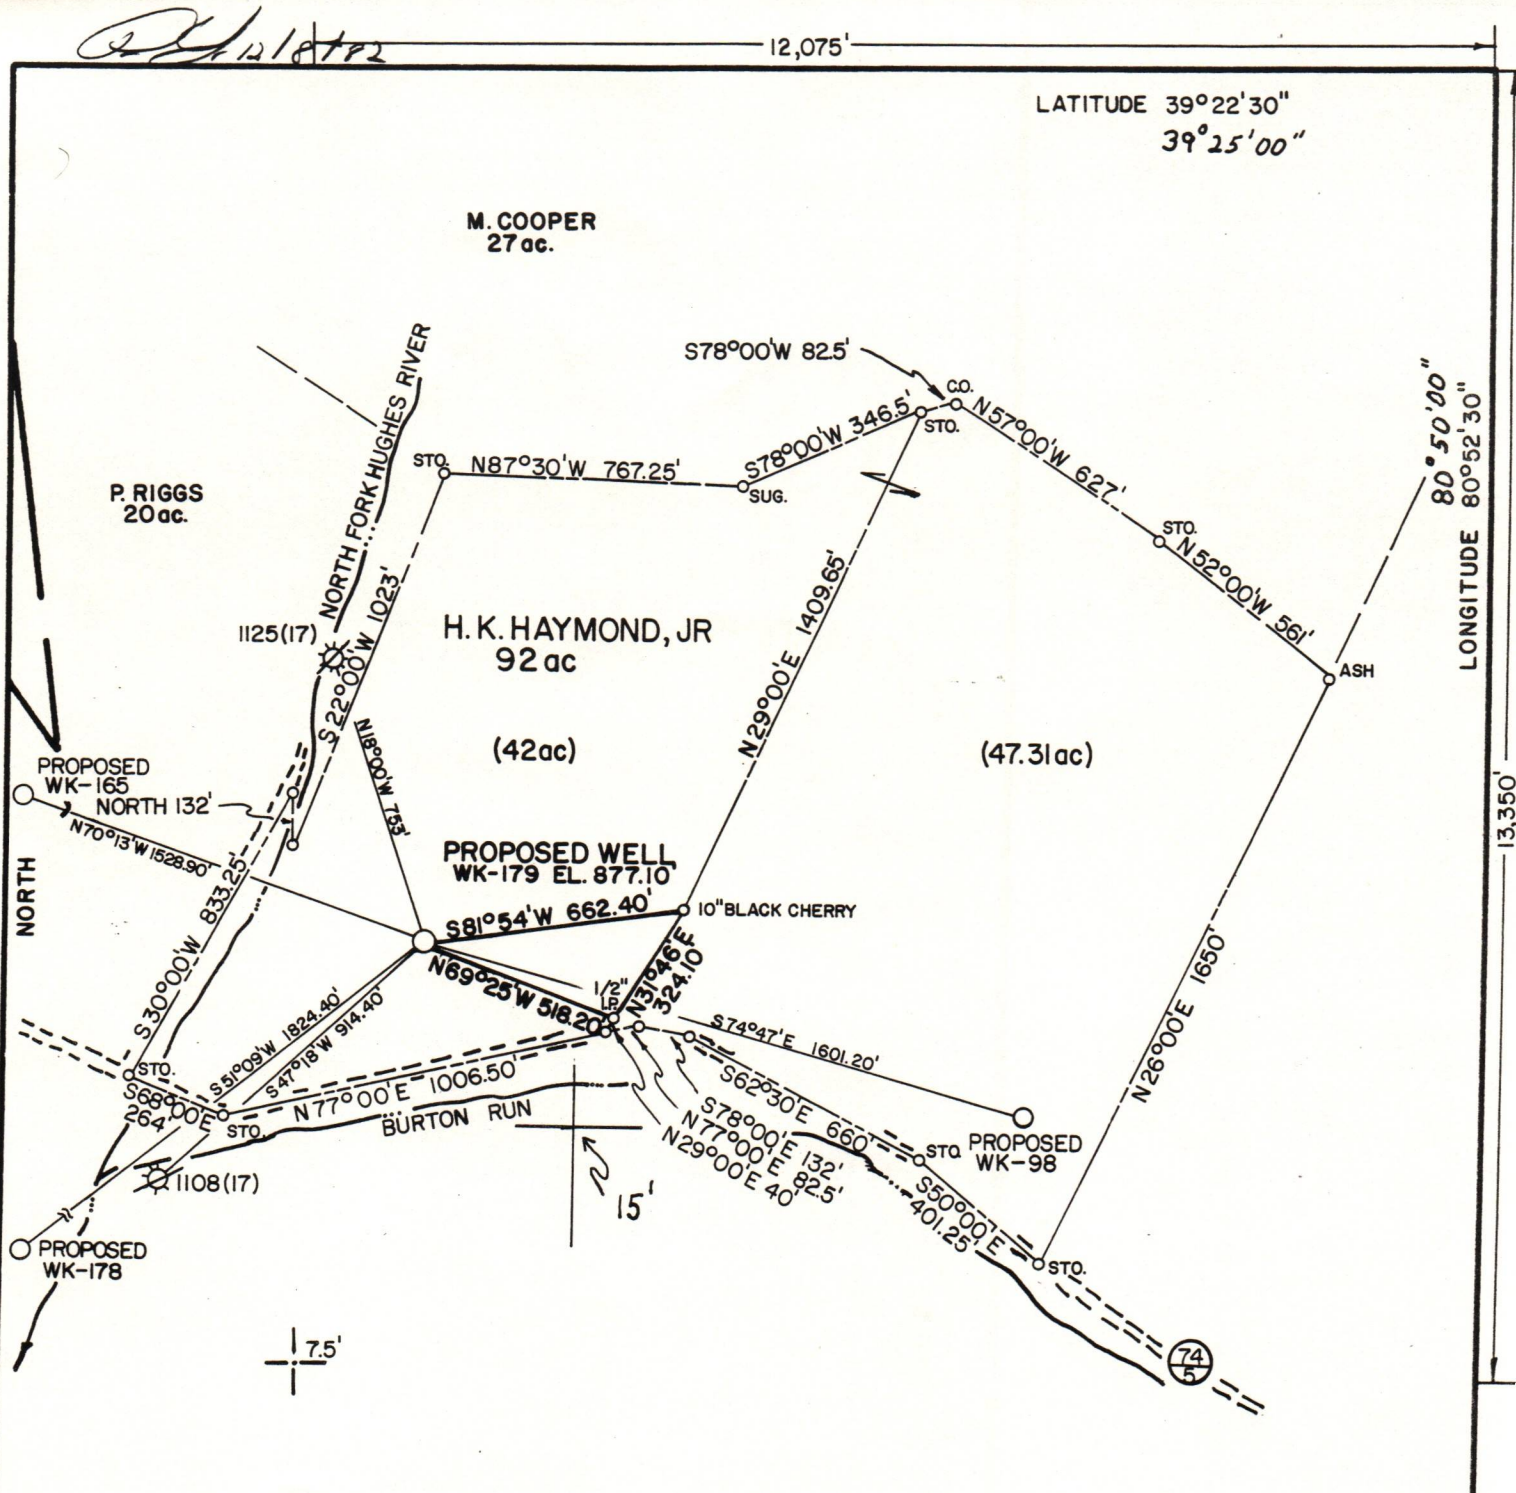 12/8/82
12,075'
LATITUDE 39°22'30"
39°25'00"
M. COOPER
27 ac.
S78°00'W 82.5'
C.O.
N57°00'W 627'
STO.
S78°00'W 346.5'
STO.
N87°30'W 767.25'
SUG.
NORTH FORK HUGHES RIVER
P. RIGGS
20 ac.
80°50'00"
LONGITUDE 80°52'30"
STO.
N52°00'W 561'
ASH
N29°00'E 1409.65'
1125(17)
S22°00'W 1023'
H. K. HAYMOND, JR
92 ac
(42ac)
(47.31ac)
N18°00'W 753'
PROPOSED
WK-165
NORTH 132'
N70°13'W 1528.90'
13,350'
PROPOSED WELL
WK-179 EL. 877.10'
NORTH
S30°00'W 833.25'
S81°54'W 662.40'
10" BLACK CHERRY
N69°25'W 518.20'
1/2"
I.P.
N31°46'E
324.10'
S51°09'W 1824.40'
S47°18'W 914.40'
S74°47'E 1601.20'
N26°00'E 1650'
STO.
S68°00'E
264'
STO.
N77°00'E 1006.50'
BURTON RUN
S62°30'E 660'
S78°00'E 132'
N77°00'E 82.5'
N29°00'E 40'
STO.
PROPOSED
WK-98
1108(17)
15'
S50°00'E
401.25'
STO.
PROPOSED
WK-178
7.5'
74
5